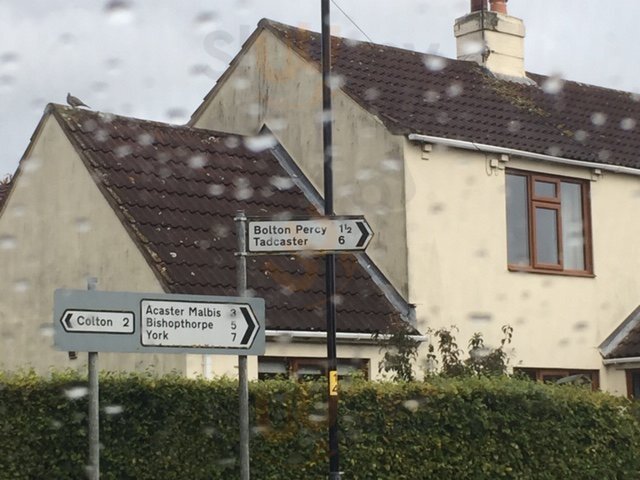 Bolton Percy 1½
Tadcaster 6
Colton 2
Acaster Malbis 3
Bishopthorpe 5
York 7